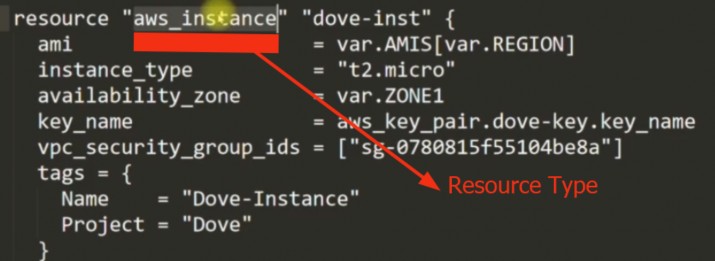 resource "aws_instance" "dove-inst" {
ami = var.AMIS[var.REGION]
instance_type = "t2.micro"
availability_zone = var.ZONE1
key_name = aws_key_pair.dove-key.key_name
vpc_security_group_ids = ["sg-0780815f55104be8a"]
tags = {
Name = "Dove-Instance"
Project = "Dove"
}
Resource Type